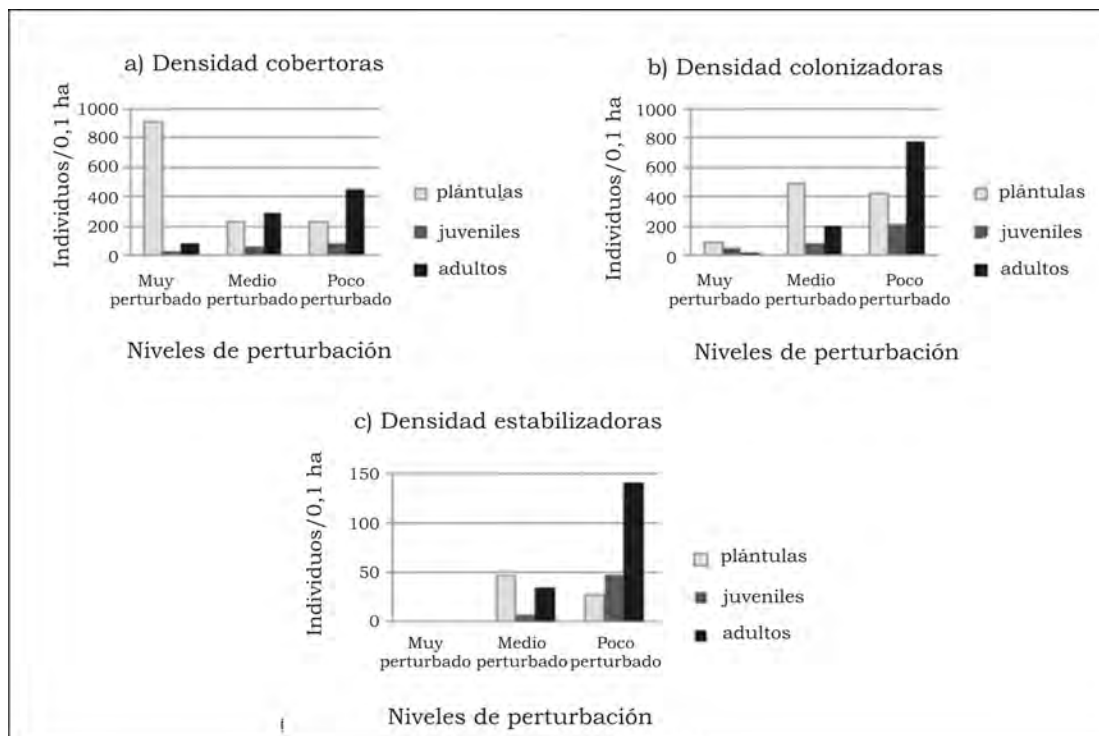 a) Densidad cobertoras
Individuos/0,1 ha
1000
800
600
400
200
0
Muy perturbado
Medio perturbado
Poco perturbado
plántulas
juveniles
adultos
Niveles de perturbación
b) Densidad colonizadoras
Individuos/0,1 ha
1000
800
600
400
200
0
Muy perturbado
Medio perturbado
Poco perturbado
plántulas
juveniles
adultos
Niveles de perturbación
c) Densidad estabilizadoras
Individuos/0,1 ha
150
100
50
0
Muy perturbado
Medio perturbado
Poco perturbado
plántulas
juveniles
adultos
Niveles de perturbación